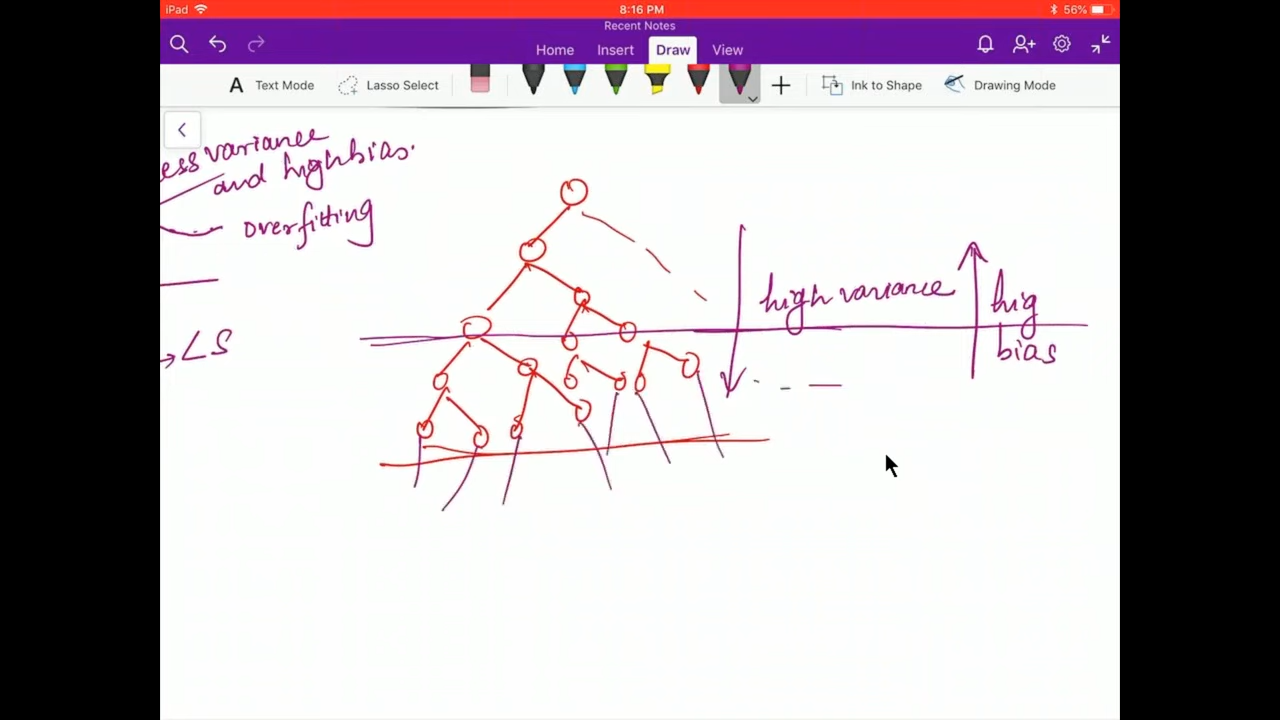 iPad 8:16 PM 56%
Recent Notes
Home Insert Draw View
A Text Mode Lasso Select + Ink to Shape Drawing Mode
ess variance
and high bias.
overfitting
high variance
hig
bias